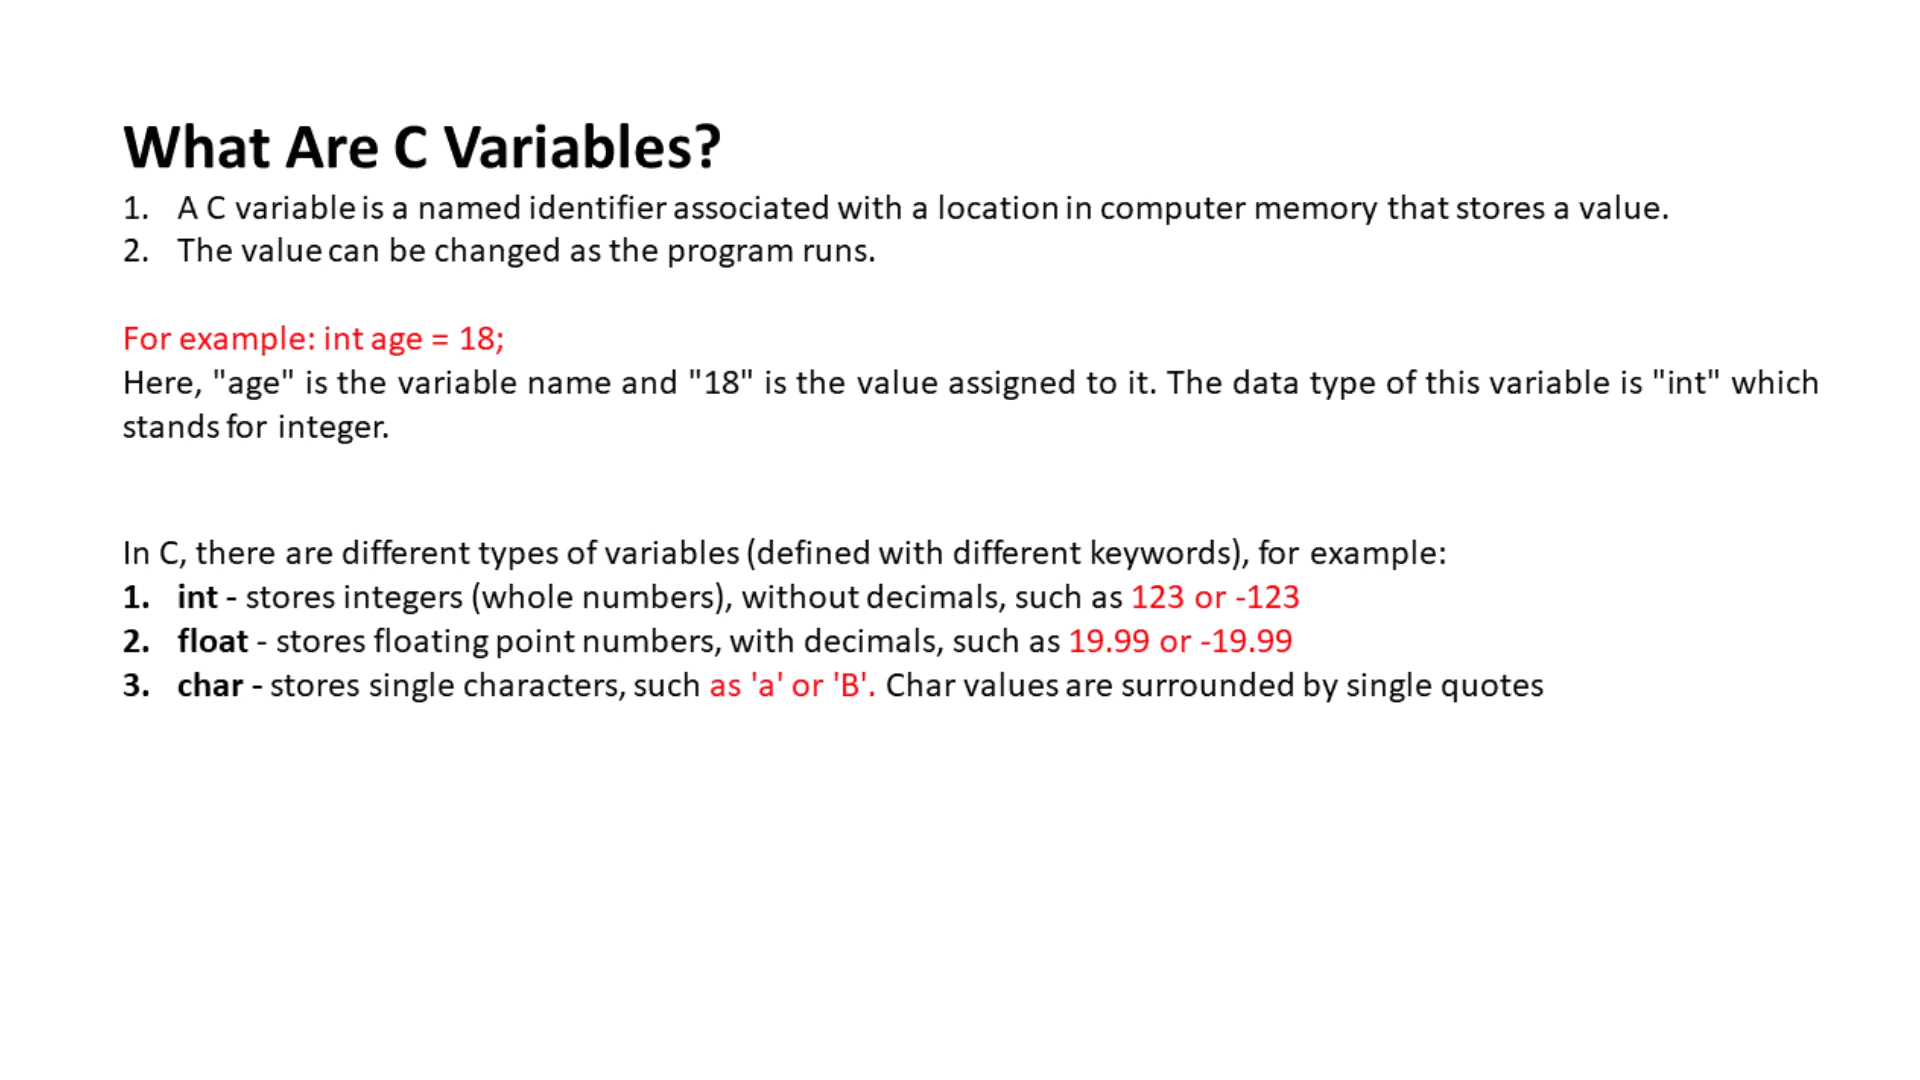 What Are C Variables?
1. A C variable is a named identifier associated with a location in computer memory that stores a value.
2. The value can be changed as the program runs.
For example: int age = 18;
Here, "age" is the variable name and "18" is the value assigned to it. The data type of this variable is "int" which
stands for integer.
In C, there are different types of variables (defined with different keywords), for example:
1. int - stores integers (whole numbers), without decimals, such as 123 or -123
2. float - stores floating point numbers, with decimals, such as 19.99 or -19.99
3. char - stores single characters, such as 'a' or 'B'. Char values are surrounded by single quotes